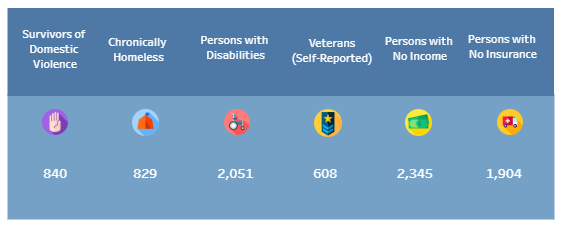 Survivors of
Domestic
Violence
Chronically
Homeless
Persons with
Disabilities
Veterans
(Self-Reported)
Persons with
No Income
Persons with
No Insurance
840
829
2,051
608
2,345
1,904